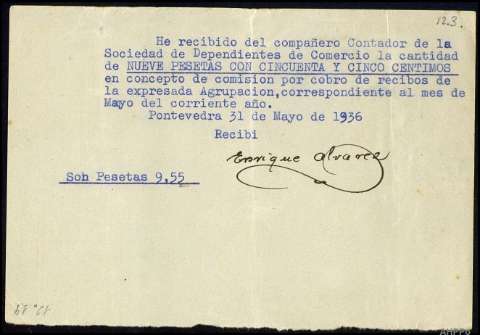 123.
He recibido del compañero Contador de la
Sociedad de Dependientes de Comercio la cantidad
de NUEVE PESETAS CON CINCUENTA Y CINCO CENTIMOS
en concepto de comision por cobro de recibos de
la expresada Agrupacion,correspondiente al mes de
Mayo del corriente año.
Pontevedra 31 de Mayo de 1936
Recibi
Enrique Alvarez
Soh Pesetas 9,55